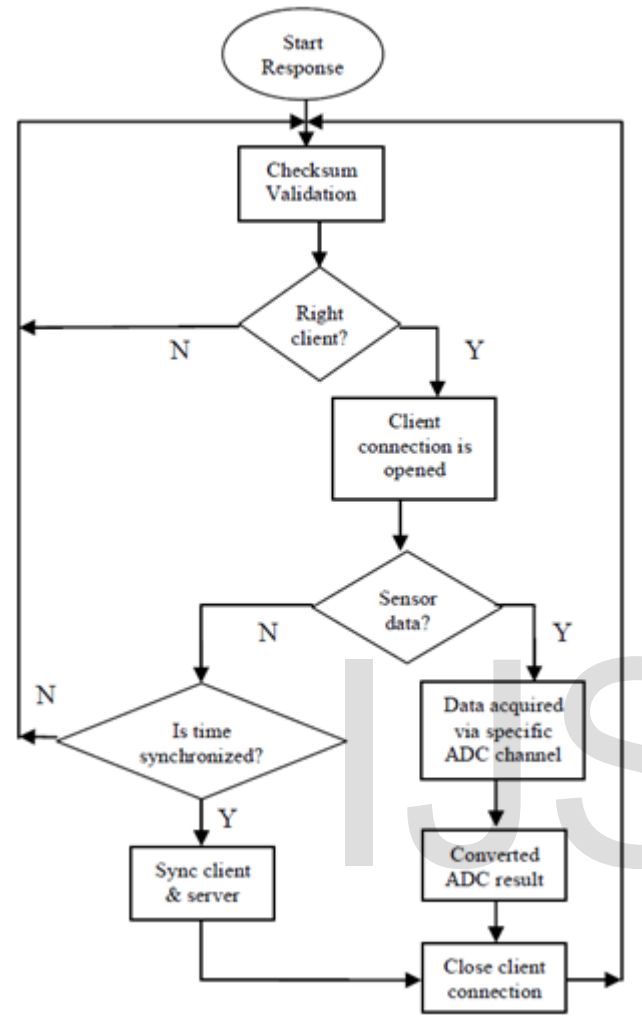 Start
Response
Checksum
Validation
Right
client?
N
Y
Client
connection is
opened
Sensor
data?
N
Y
N
Is time
synchronized?
Data acquired
via specific
ADC channel
Y
Sync client
& server
Converted
ADC result
Close client
connection
IJS